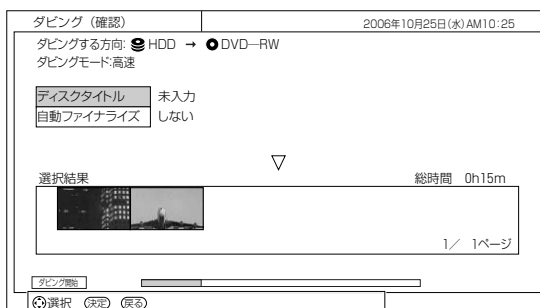 ダビング（確認） 2006年10月25日(水)AM10:25
ダビングする方向: HDD → DVD—RW
ダビングモード:高速
ディスクタイトル 未入力
自動ファイナライズ しない
選択結果 総時間 0h15m
1／ 1ページ
ダビング開始
選択 決定 戻る